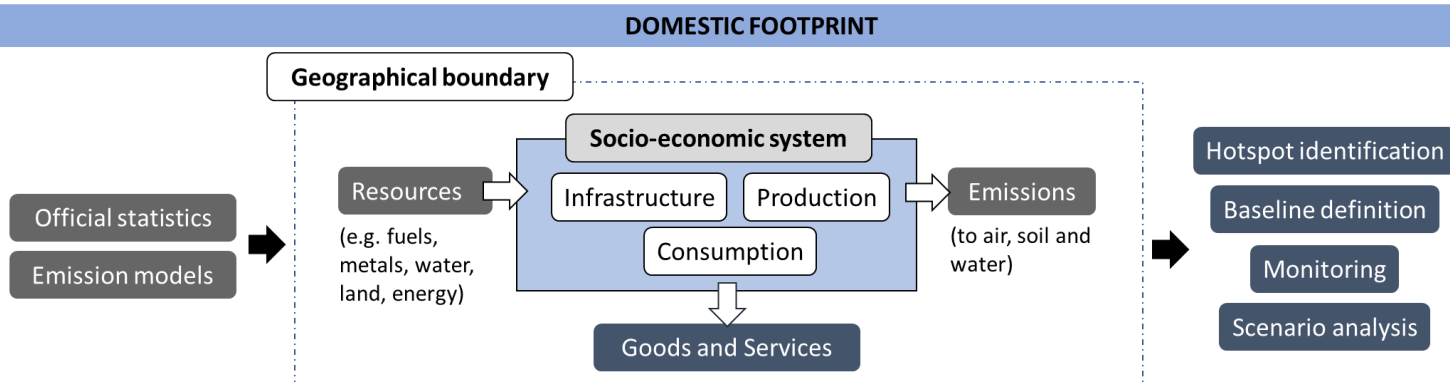 DOMESTIC FOOTPRINT
Geographical boundary
Socio-economic system
Official statistics
Emission models
Resources
(e.g. fuels,
metals, water,
land, energy)
Infrastructure
Production
Consumption
Emissions
(to air, soil and
water)
Goods and Services
Hotspot identification
Baseline definition
Monitoring
Scenario analysis